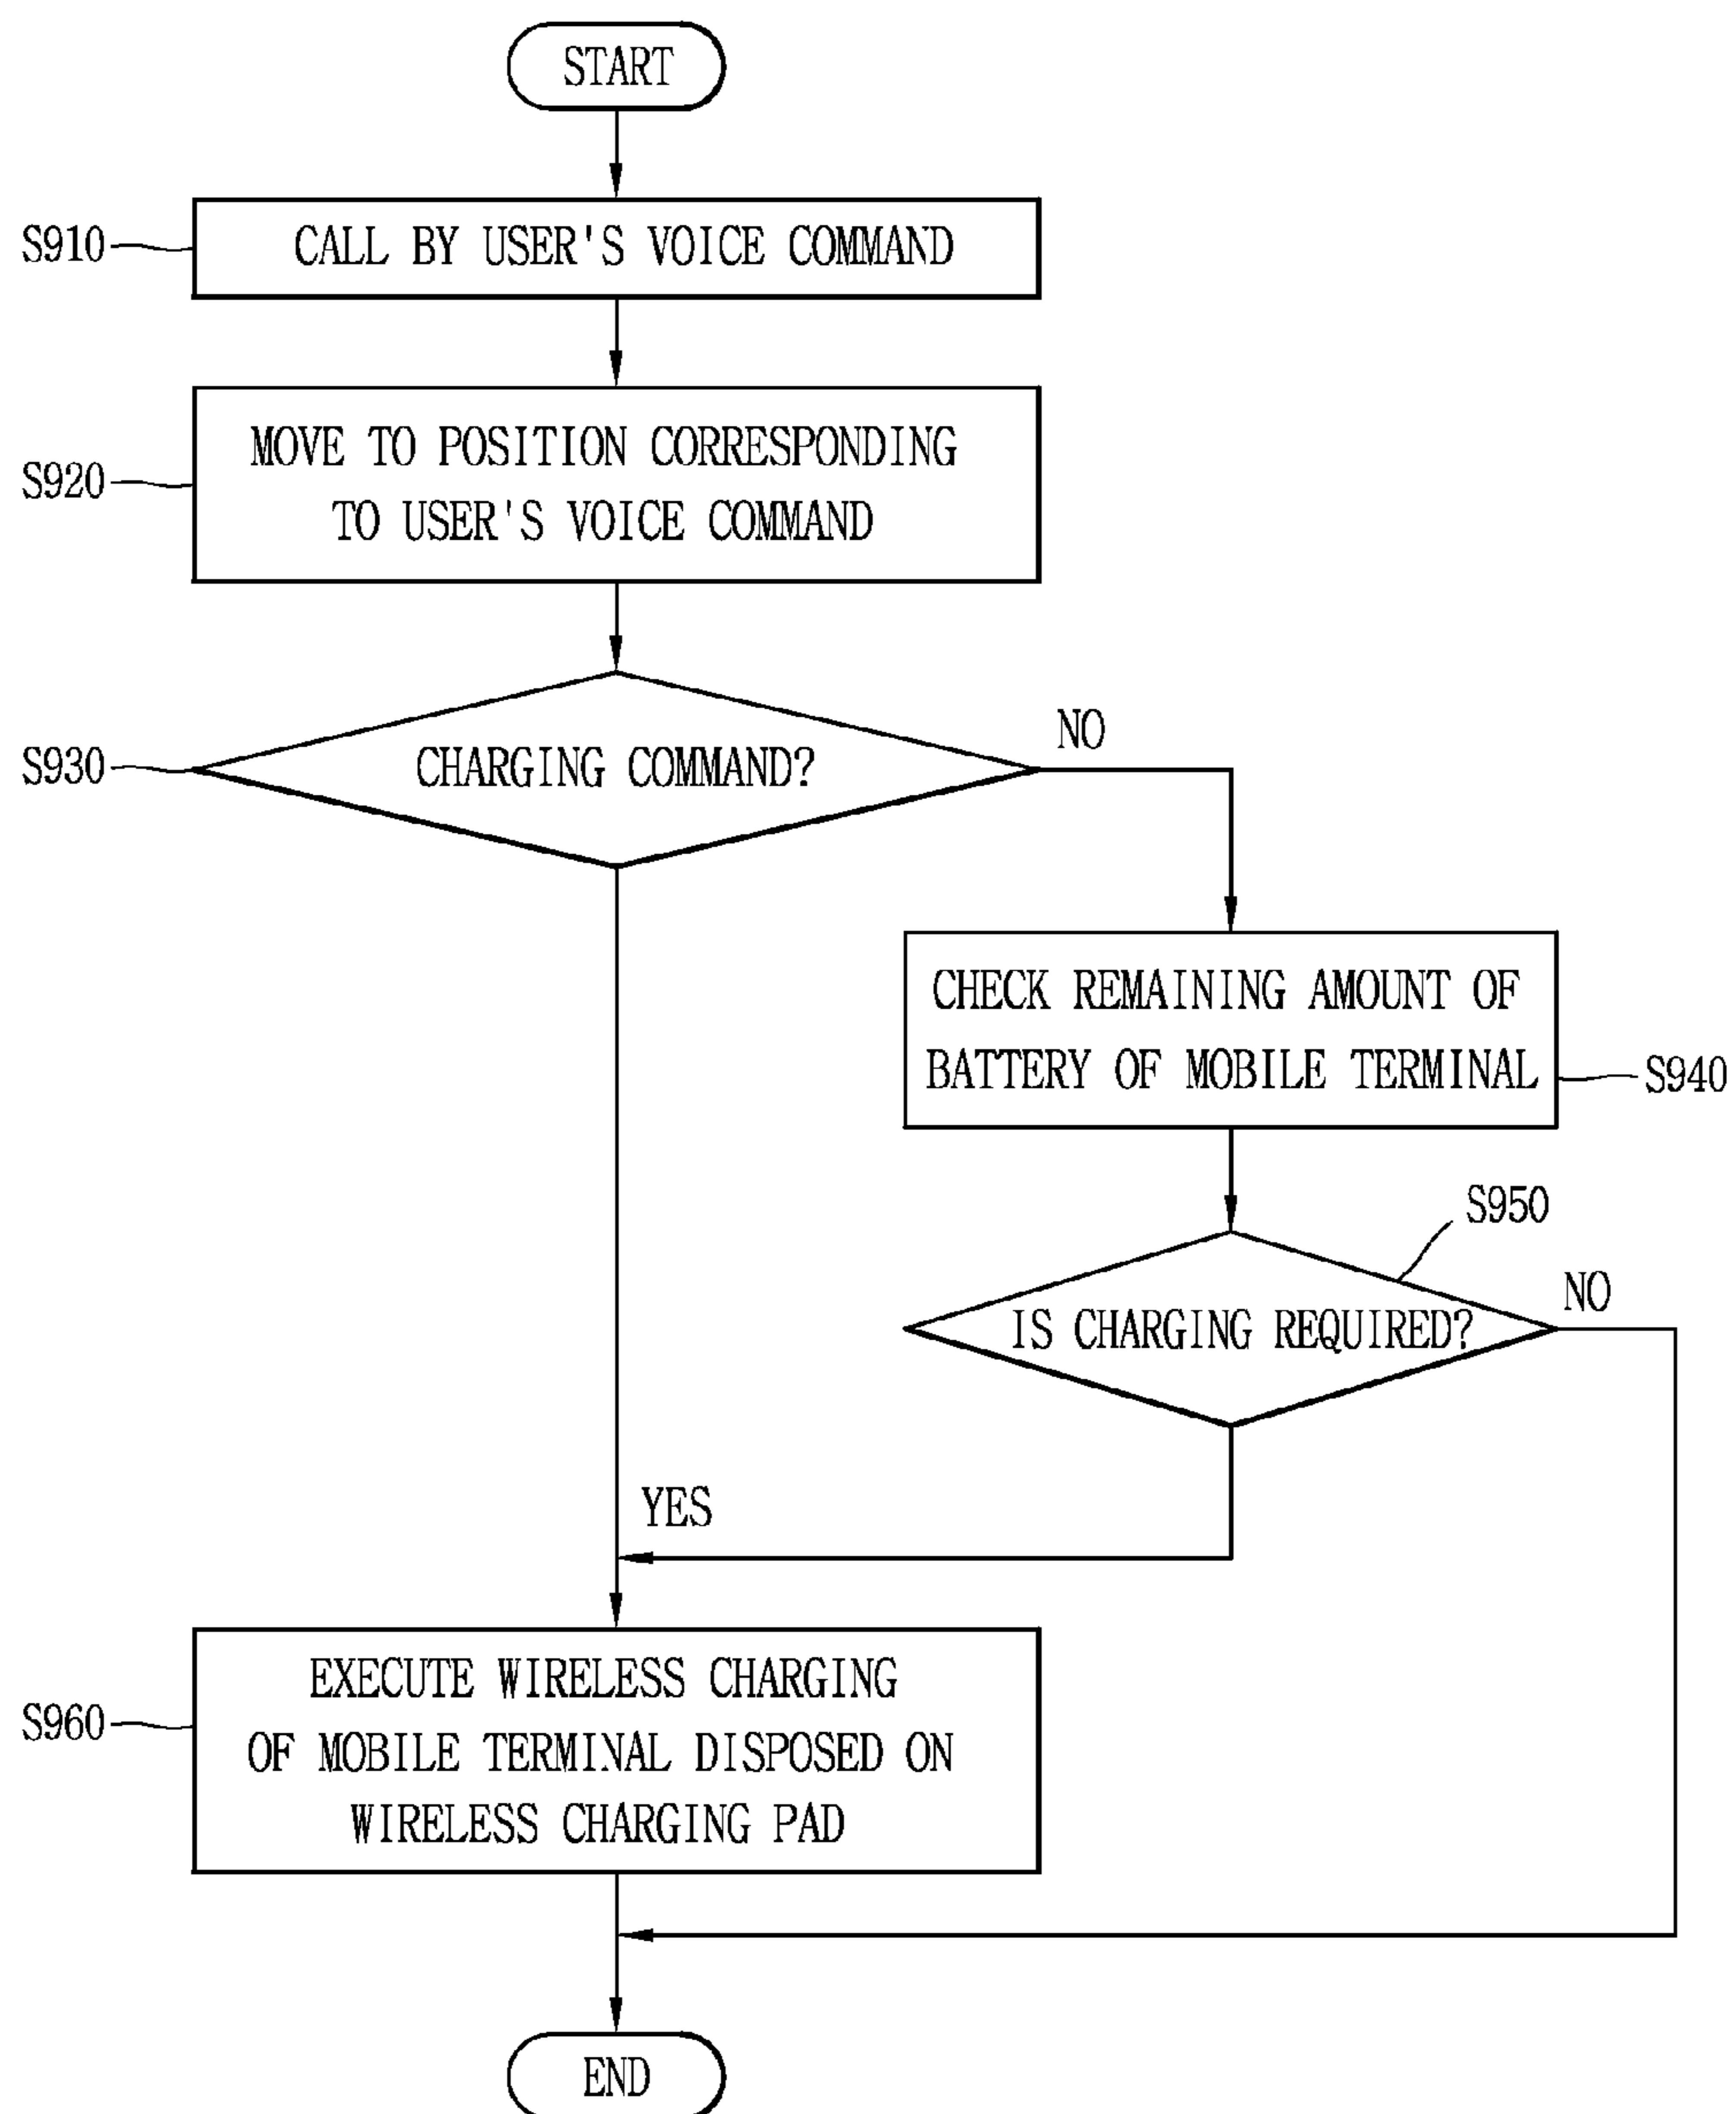 START
S910
CALL BY USER'S VOICE COMMAND
S920
MOVE TO POSITION CORRESPONDING
TO USER'S VOICE COMMAND
S930
CHARGING COMMAND?
NO
CHECK REMAINING AMOUNT OF
BATTERY OF MOBILE TERMINAL
S940
S950
IS CHARGING REQUIRED?
NO
YES
S960
EXECUTE WIRELESS CHARGING
OF MOBILE TERMINAL DISPOSED ON
WIRELESS CHARGING PAD
END